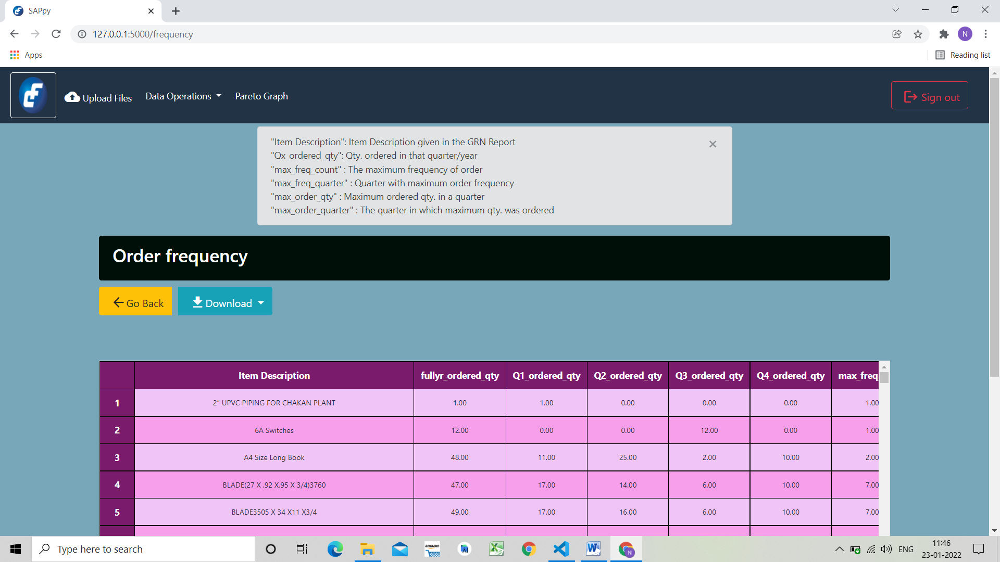 SAPpy
127.0.0.1:5000/frequency
N
Apps
Reading list
Upload Files
Data Operations
Pareto Graph
Sign out
"Item Description": Item Description given in the GRN Report
"Qx_ordered_qty": Qty. ordered in that quarter/year
"max_freq_count" : The maximum frequency of order
"max_freq_quarter" : Quarter with maximum order frequency
"max_order_qty" : Maximum ordered qty. in a quarter
"max_order_quarter" : The quarter in which maximum qty. was ordered
Order frequency
Go Back
Download
Item Description fullyr_ordered_qty Q1_ordered_qty Q2_ordered_qty Q3_ordered_qty Q4_ordered_qty max_freq_
1 2” UPVC PIPING FOR CHAKAN PLANT 1.00 1.00 0.00 0.00 0.00 1.00
2 6A Switches 12.00 0.00 0.00 12.00 0.00 1.00
3 A4 Size Long Book 48.00 11.00 25.00 2.00 10.00 2.00
4 BLADE(27 X .92 X.95 X 3/4)3760 47.00 17.00 14.00 6.00 10.00 7.00
5 BLADE3505 X 34 X11 X3/4 49.00 17.00 16.00 6.00 10.00 7.00
Type here to search
amazon
N
ENG
11:46
23-01-2022